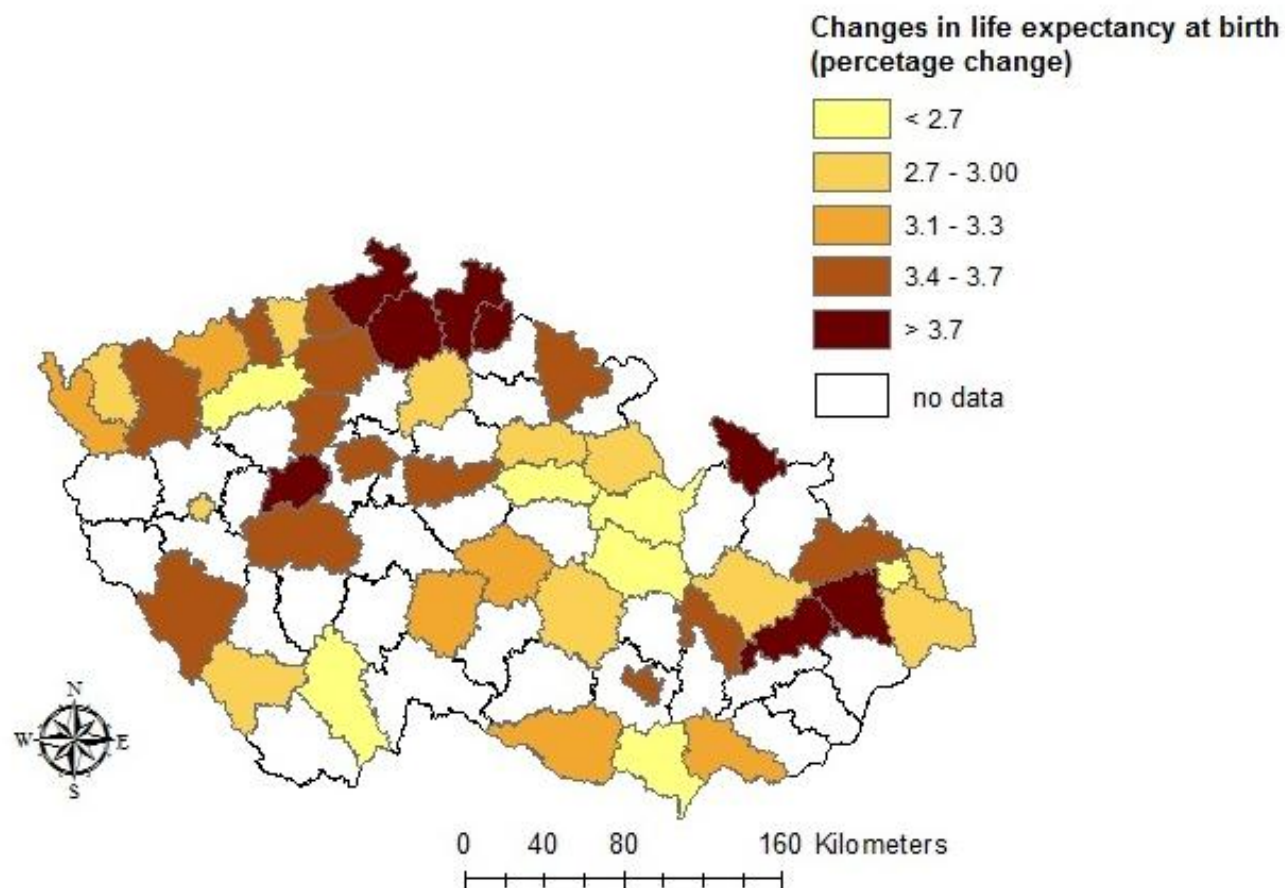 Changes in life expectancy at birth
(percetage change)
< 2.7
2.7 - 3.00
3.1 - 3.3
3.4 - 3.7
> 3.7
no data
N
W E
S
0 40 80 160 Kilometers